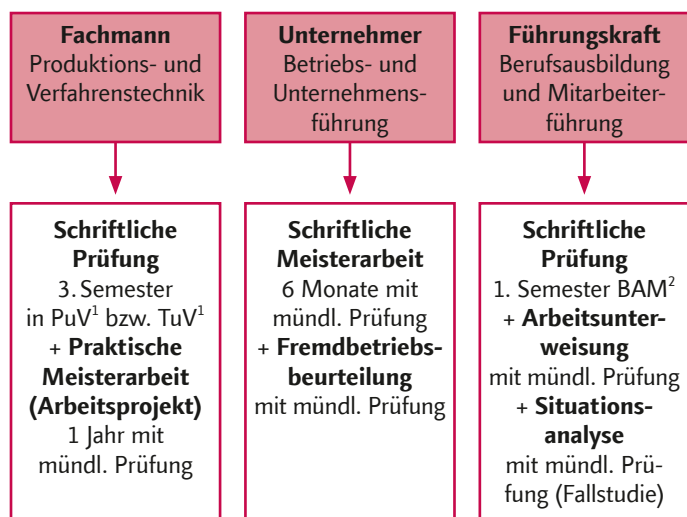 Fachmann
Produktions- und
Verfahrenstechnik
Unternehmer
Betriebs- und
Unternehmens-
führung
Führungskraft
Berufsausbildung
und Mitarbeiter-
führung
Schriftliche
Prüfung
3. Semester
in PuV¹ bzw. TuV¹
+ Praktische
Meisterarbeit
(Arbeitsprojekt)
1 Jahr mit
mündl. Prüfung
Schriftliche
Meisterarbeit
6 Monate mit
mündl. Prüfung
+ Fremdbetriebs-
beurteilung
mit mündl. Prüfung
Schriftliche
Prüfung
1. Semester BAM²
+ Arbeitsunter-
weisung
mit mündl. Prüfung
+ Situations-
analyse
mit mündl. Prü-
fung (Fallstudie)